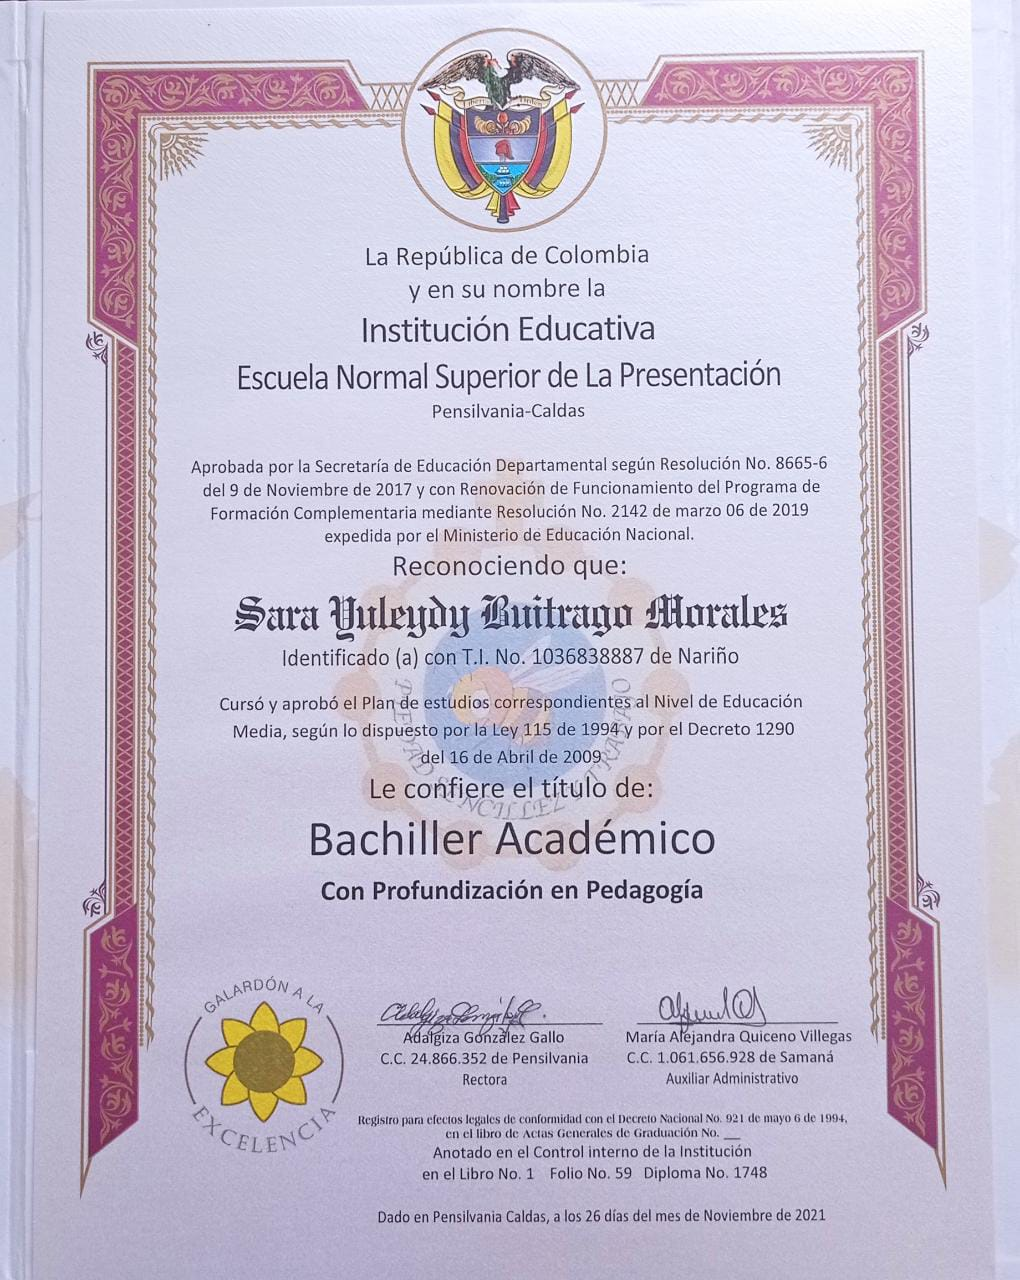 Libertad y Orden
La República de Colombia
y en su nombre la
Institución Educativa
Escuela Normal Superior de La Presentación
Pensilvania-Caldas
Aprobada por la Secretaría de Educación Departamental según Resolución No. 8665-6
del 9 de Noviembre de 2017 y con Renovación de Funcionamiento del Programa de
Formación Complementaria mediante Resolución No. 2142 de marzo 06 de 2019
expedida por el Ministerio de Educación Nacional.
Reconociendo que:
Sara Yuleydy Buitrago Morales
Identificado (a) con T.I. No. 1036838887 de Nariño
Cursó y aprobó el Plan de estudios correspondientes al Nivel de Educación
Media, según lo dispuesto por la Ley 115 de 1994 y por el Decreto 1290
del 16 de Abril de 2009
PIEDAD SENCILLEZ Y TRABAJO
Le confiere el título de:
Bachiller Académico
Con Profundización en Pedagogía
GALARDÓN A LA
EXCELENCIA
Adalgiza González Gallo
C.C. 24.866.352 de Pensilvania
Rectora
María Alejandra Quiceno Villegas
C.C. 1.061.656.928 de Samaná
Auxiliar Administrativo
Registro para efectos legales de conformidad con el Decreto Nacional No. 921 de mayo 6 de 1994,
en el libro de Actas Generales de Graduación No. __
Anotado en el Control interno de la Institución
en el Libro No. 1 Folio No. 59 Diploma No. 1748
Dado en Pensilvania Caldas, a los 26 días del mes de Noviembre de 2021